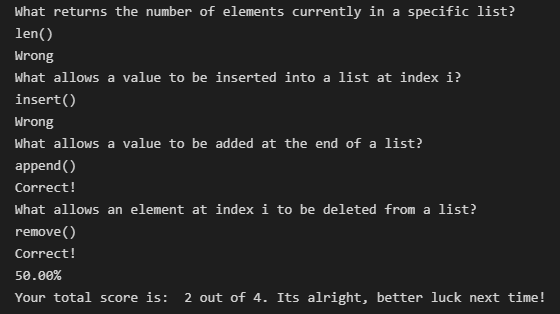 What returns the number of elements currently in a specific list?
len()
Wrong
What allows a value to be inserted into a list at index i?
insert()
Wrong
What allows a value to be added at the end of a list?
append()
Correct!
What allows an element at index i to be deleted from a list?
remove()
Correct!
50.00%
Your total score is:  2 out of 4. Its alright, better luck next time!